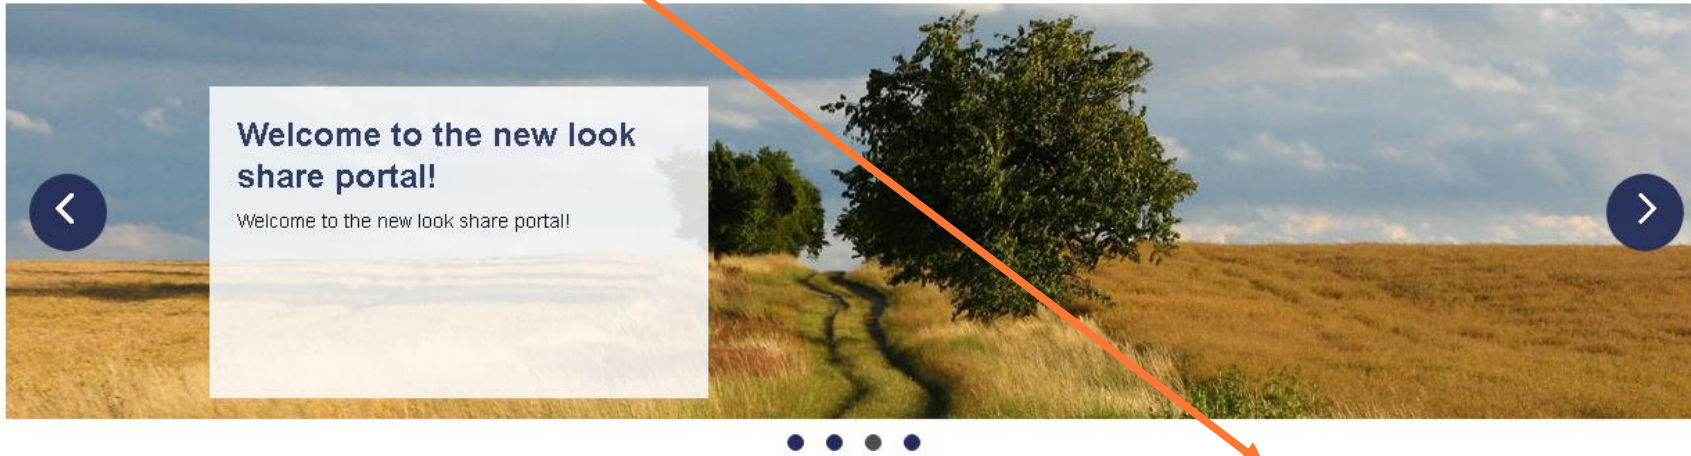 Welcome to the new look
share portal!
Welcome to the new look share portal!